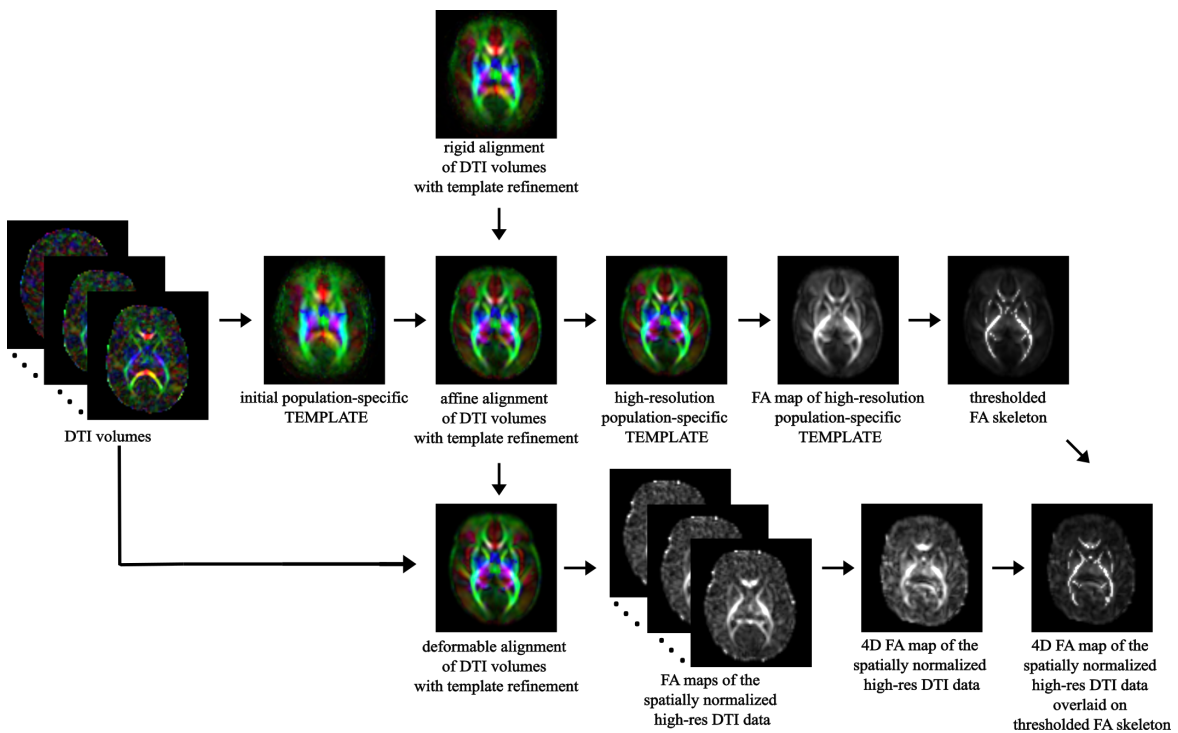 rigid alignment
of DTI volumes
with template refinement
DTI volumes
initial population-specific
TEMPLATE
affine alignment
of DTI volumes
with template refinement
high-resolution
population-specific
TEMPLATE
FA map of high-resolution
population-specific
TEMPLATE
thresholded
FA skeleton
deformable alignment
of DTI volumes
with template refinement
FA maps of the
spatially normalized
high-res DTI data
4D FA map of the
spatially normalized
high-res DTI data
4D FA map of the
spatially normalized
high-res DTI data
overlaid on
thresholded FA skeleton